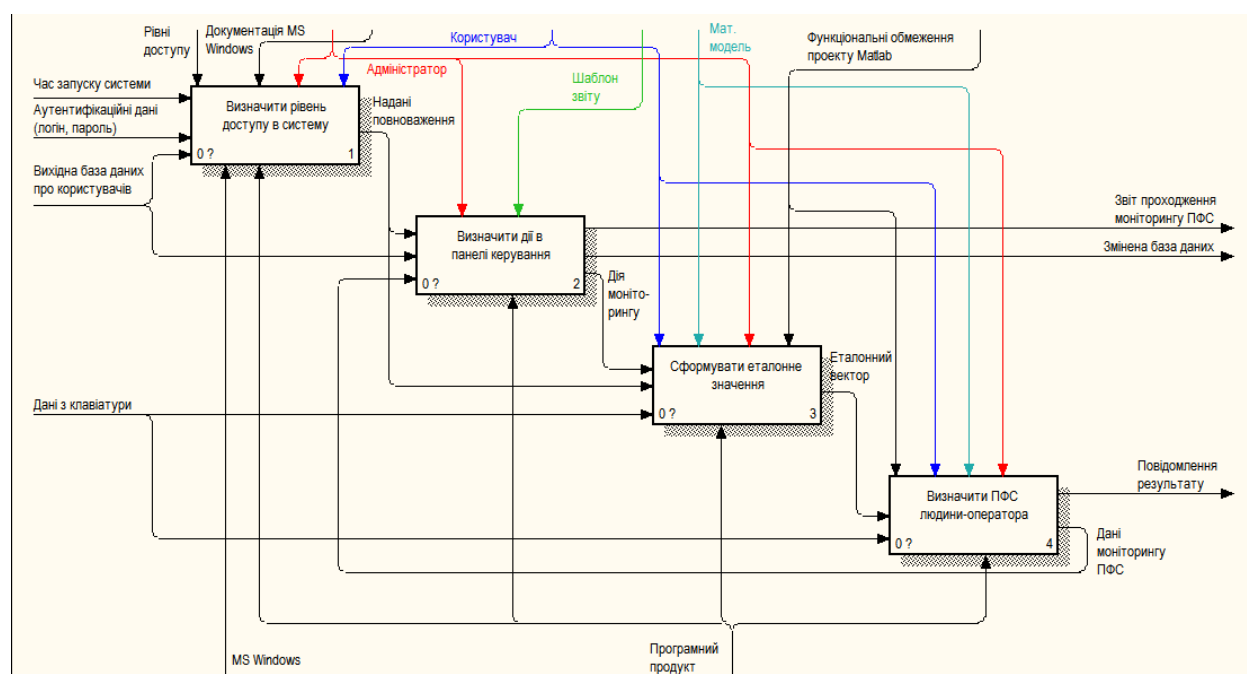 Рівні
доступу
Документація MS
Windows
Користувач
Адміністратор
Мат.
модель
Функціональні обмеження
проекту Matlab
Шаблон
звіту
Час запуску системи
Аутентифікаційні дані
(логін, пароль)
Вихідна база даних
про користувачів
Визначити рівень
доступу в систему
0 ?
1
Надані
повноваження
Визначити дії в
панелі керування
0 ?
2
Звіт проходження
моніторингу ПФС
Змінена база даних
Дія
моніто-
рингу
Сформувати еталонне
значення
0 ?
3
Еталонний
вектор
Дані з клавіатури
Визначити ПФС
людини-оператора
0 ?
4
Повідомлення
результату
Дані
моніторингу
ПФС
MS Windows
Програмний
продукт